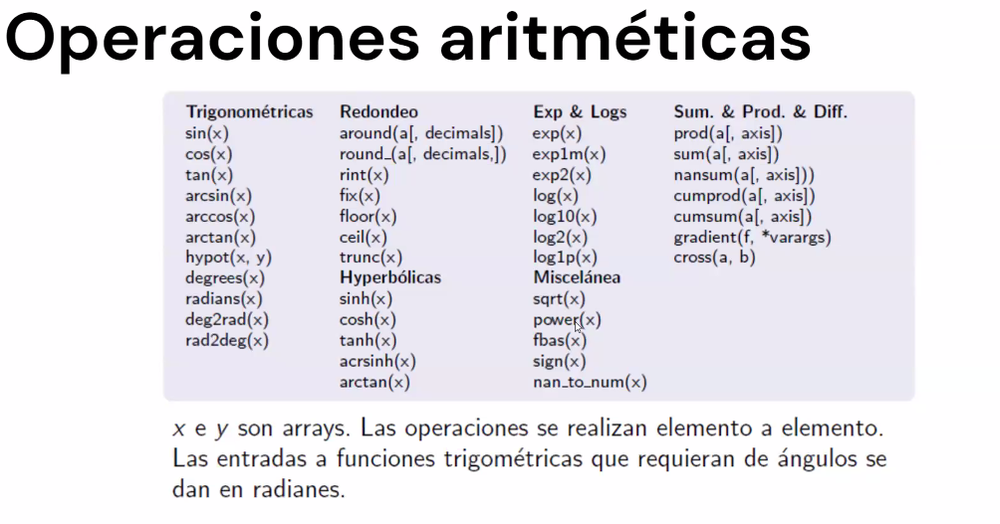 Operaciones aritméticas
Trigonométricas
sin(x)
cos(x)
tan(x)
arcsin(x)
arccos(x)
arctan(x)
hypot(x, y)
degrees(x)
radians(x)
deg2rad(x)
rad2deg(x)
Redondeo
around(a[, decimals])
round_(a[, decimals,])
rint(x)
fix(x)
floor(x)
ceil(x)
trunc(x)
Hyperbólicas
sinh(x)
cosh(x)
tanh(x)
acrsinh(x)
arctan(x)
Exp & Logs
exp(x)
exp1m(x)
exp2(x)
log(x)
log10(x)
log2(x)
log1p(x)
Miscelánea
sqrt(x)
power(x)
fbas(x)
sign(x)
nan_to_num(x)
Sum. & Prod. & Diff.
prod(a[, axis])
sum(a[, axis])
nansum(a[, axis]))
cumprod(a[, axis])
cumsum(a[, axis])
gradient(f, *varargs)
cross(a, b)
x e y son arrays. Las operaciones se realizan elemento a elemento.
Las entradas a funciones trigométricas que requieran de ángulos se
dan en radianes.